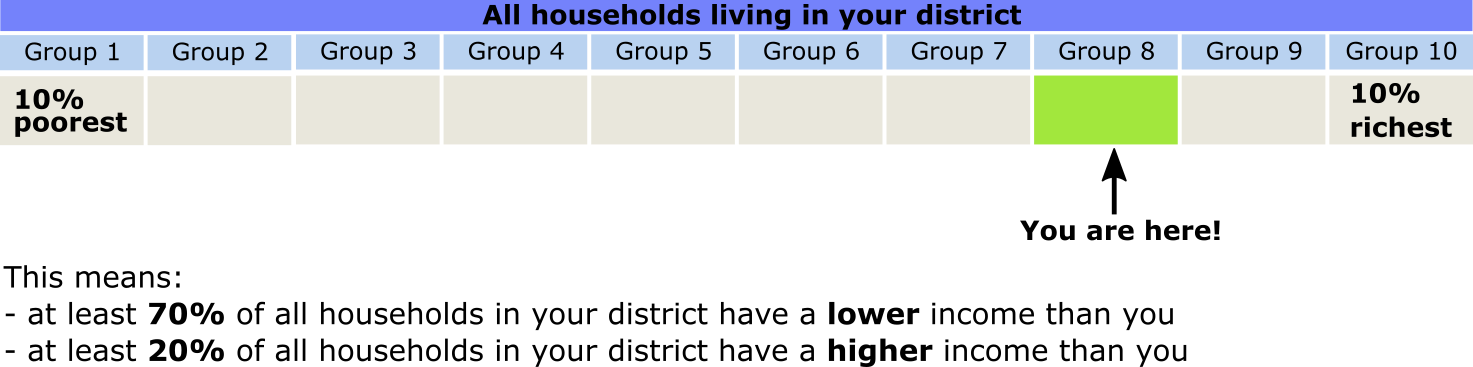 All households living in your district
Group 1 Group 2 Group 3 Group 4 Group 5 Group 6 Group 7 Group 8 Group 9 Group 10
10%
poorest
10%
richest
You are here!
This means:
- at least 70% of all households in your district have a lower income than you
- at least 20% of all households in your district have a higher income than you